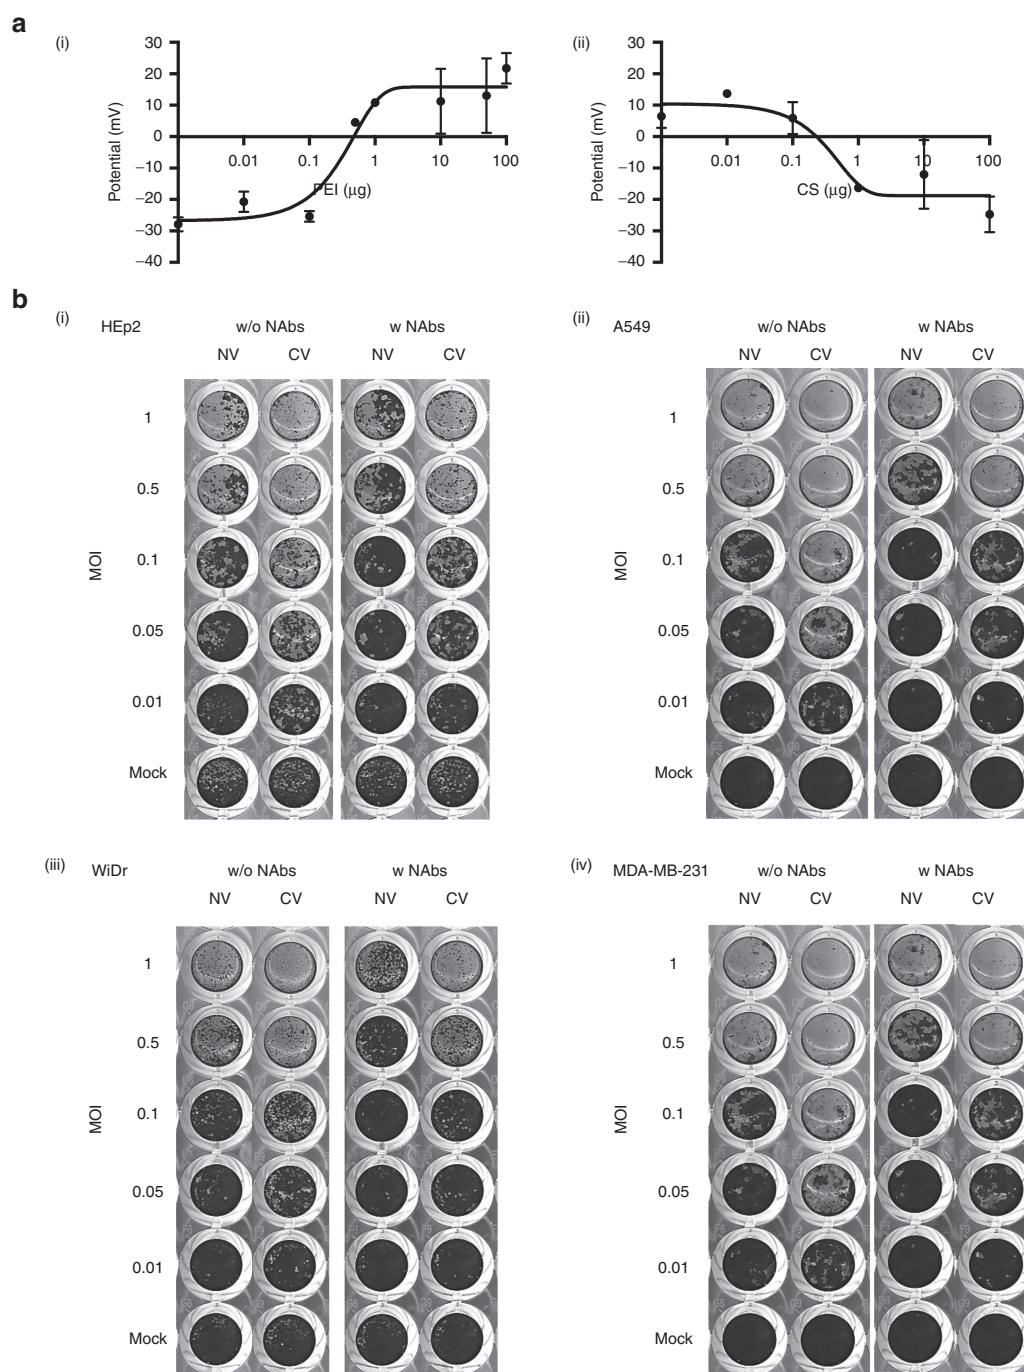 a
(i)
30
20
10
0
−10
−20
−30
−40
Potential (mV)
0.01 0.1 1 10 100
PEI (μg)
(ii)
30
20
10
0
−10
−20
−30
−40
Potential (mV)
0.01 0.1 1 10 100
CS (μg)
b
(i) HEp2 w/o NAbs w NAbs
NV CV NV CV
MOI
1
0.5
0.1
0.05
0.01
Mock
(ii) A549 w/o NAbs w NAbs
NV CV NV CV
MOI
1
0.5
0.1
0.05
0.01
Mock
(iii) WiDr w/o NAbs w NAbs
NV CV NV CV
MOI
1
0.5
0.1
0.05
0.01
Mock
(iv) MDA-MB-231 w/o NAbs w NAbs
NV CV NV CV
MOI
1
0.5
0.1
0.05
0.01
Mock